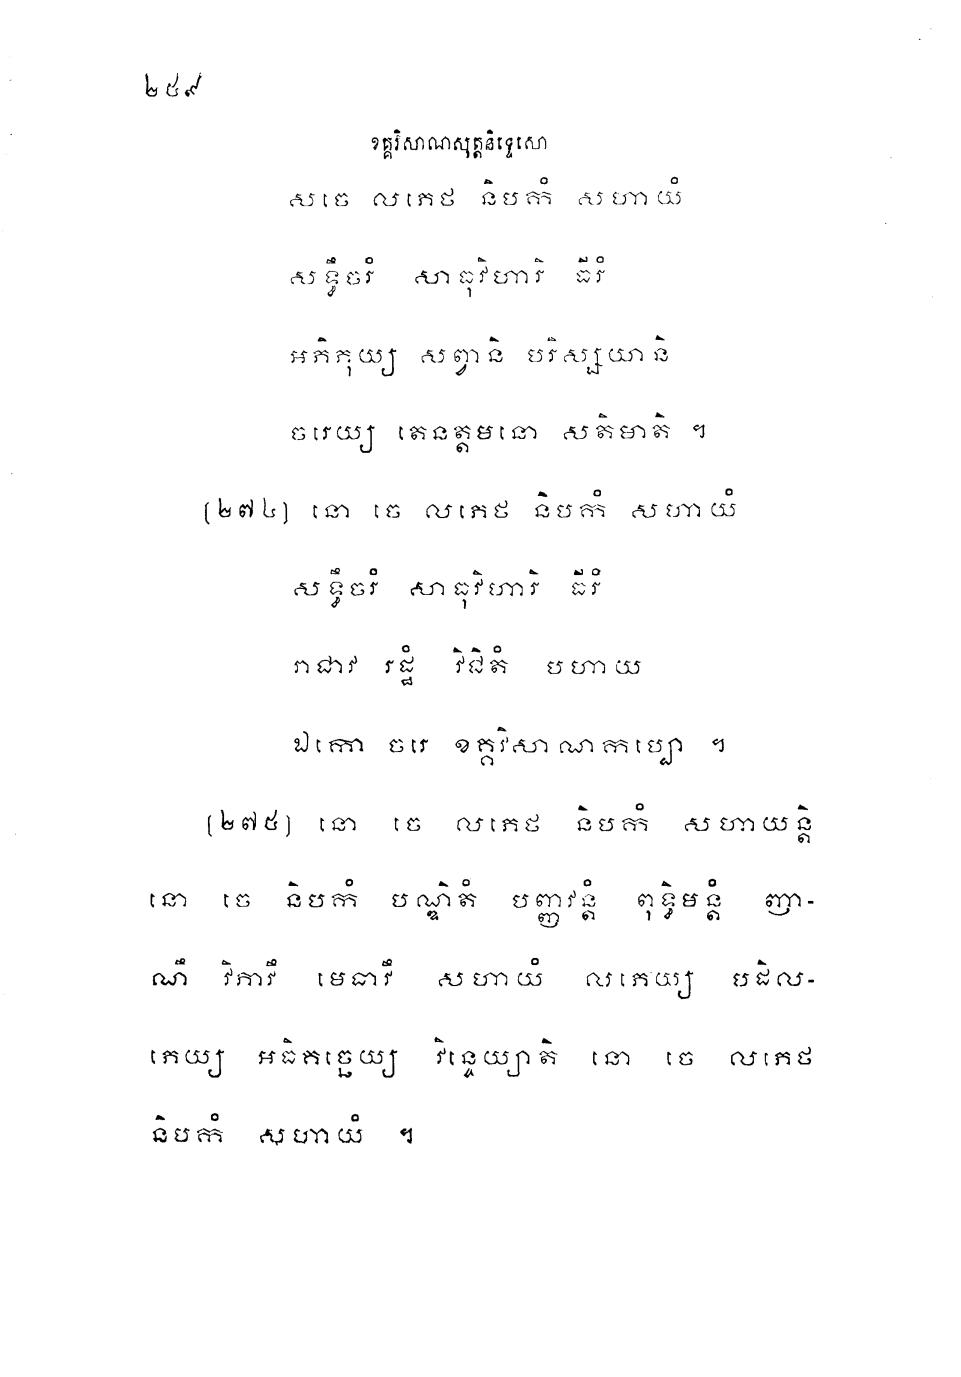 ២៥៩
ខគ្គវិសាណសុត្តនិទ្ទេសោ
សចេ លភេថ និបកំ សហាយំ
សទ្ធឹចរំ សាធុវិហារិ ធីរំ
អភិភុយ្យ សព្វានិ បរិស្សយានិ
ចរេយ្យ តេនត្តមនោ សតិមាតិ ។
(២៧៤) នោ ចេ លភេថ និបកំ សហាយំ
សទ្ធឹចរំ សាធុវិហារិ ធីរំ
រាជាវ រដ្ឋំ វិជិតំ បហាយ
ឯកោ ចរេ ខគ្គវិសាណកប្បោ ។
(២៧៥) នោ ចេ លភេថ និបកំ សហាយន្តិ
នោ ចេ និបកំ បណ្ឌិតំ បញ្ញវន្តំ ពុទ្ធិមន្តំ ញា-
ណឹ វិភាវឹ មេធាវឹ សហាយំ លភេយ្យ បដិល-
ភេយ្យ អធិគច្ឆេយ្យ វិន្ទេយ្យាតិ នោ ចេ លភេថ
និបកំ សហាយំ ។